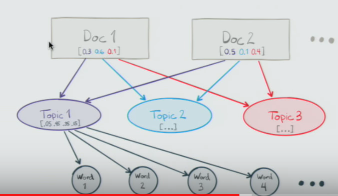 Doc 1
[0.3 0.6 0.1]
Doc 2
[0.5 0.1 0.4]
Topic 1
Topic 2
[....]
Topic 3
[....]
Word
1
Word
2
Word
3
Word
4